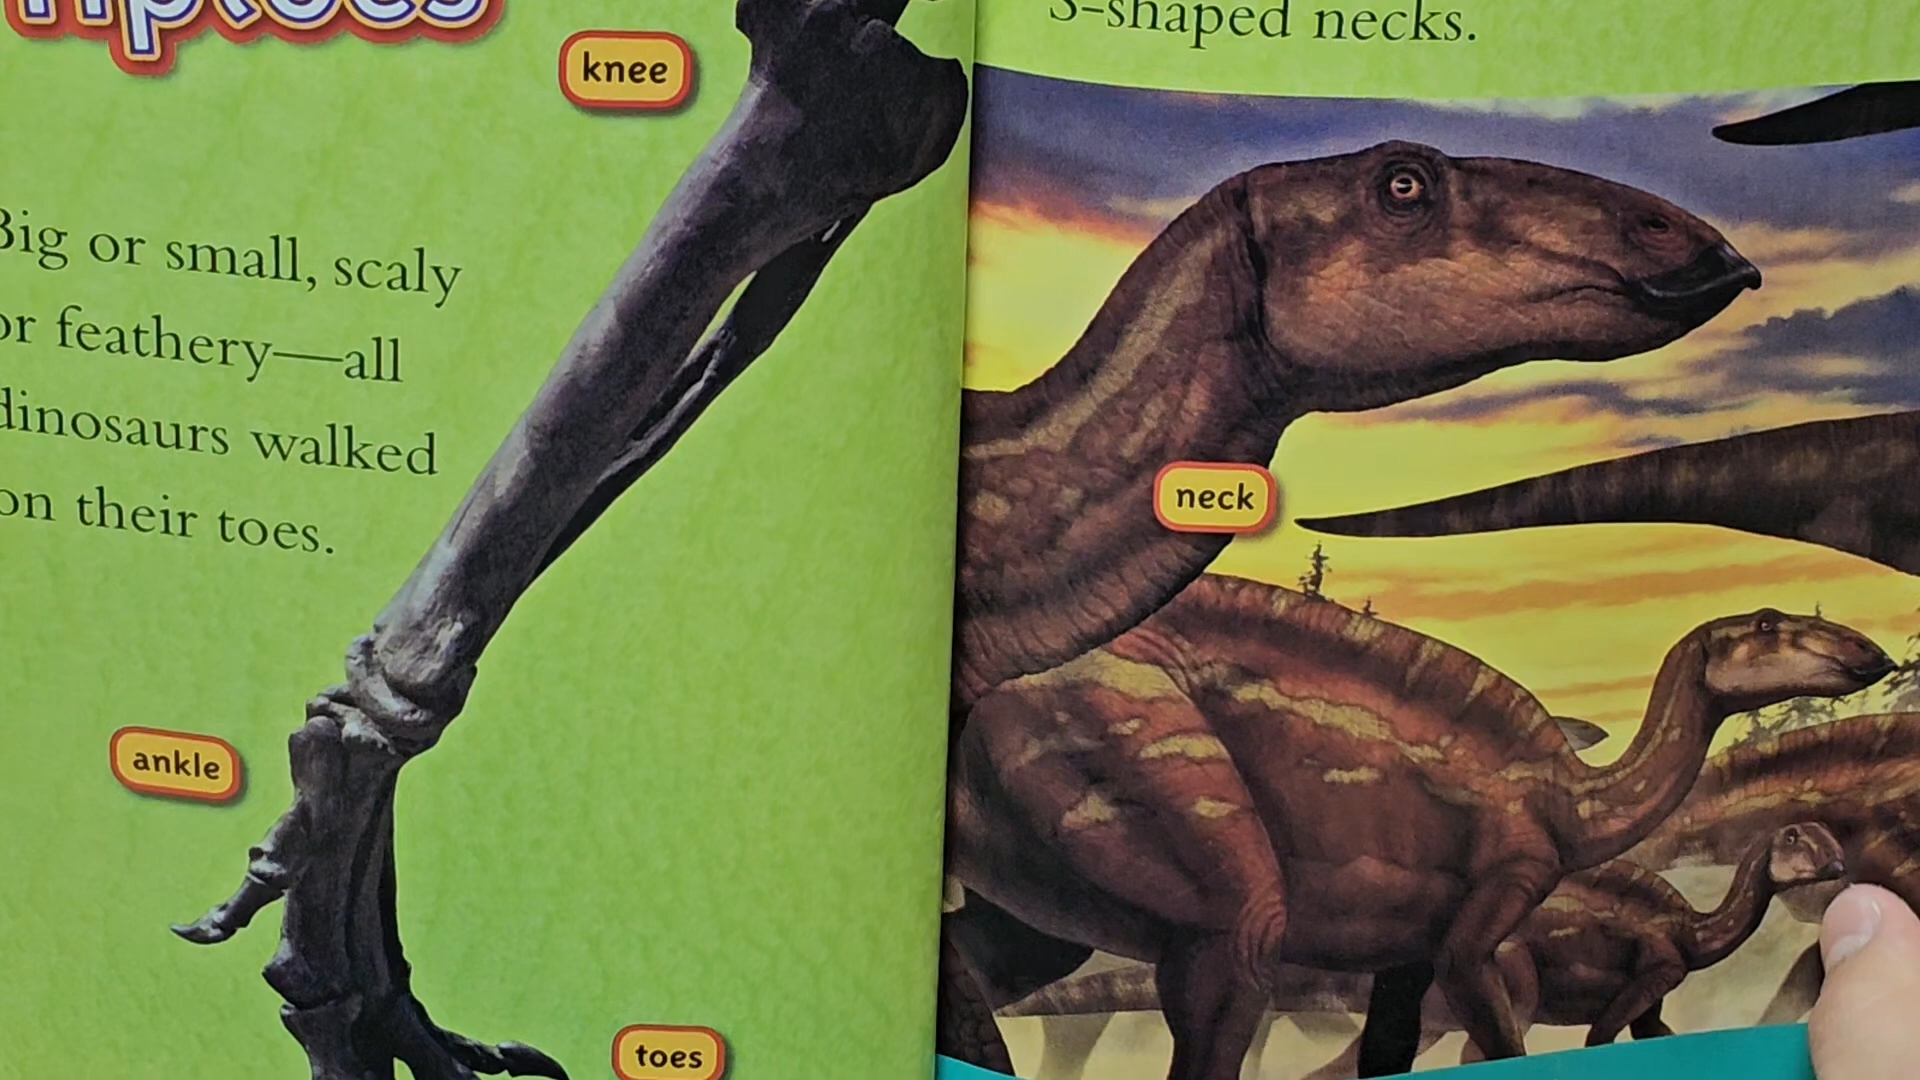 knee
Big or small, scaly
or feathery—all
dinosaurs walked
on their toes.
ankle
toes
S-shaped necks.
neck